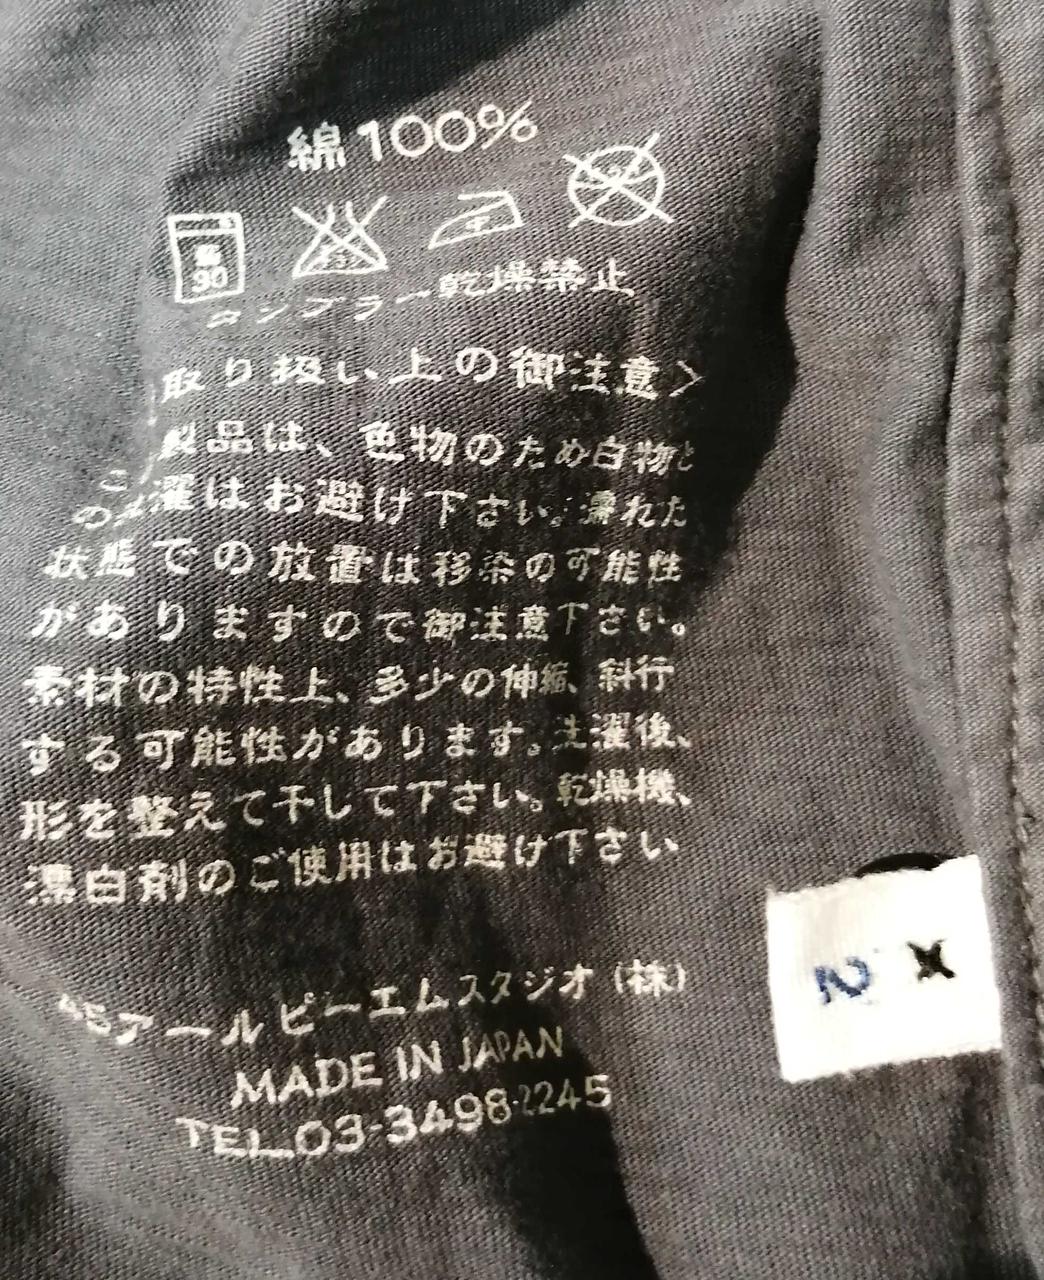 綿100%
タンブラー乾燥禁止
取り扱い上の御注意〉
この製品は、色物のため白物と
の洗濯はお避け下さい。濡れた
状態での放置は移染の可能性
がありますので御注意下さい。
素材の特性上、多少の伸縮、斜行
する可能性があります。洗濯後、
形を整えて干して下さい。乾燥機、
漂白剤のご使用はお避け下さい
45アールピーエムスタジオ(株)
MADE IN JAPAN
TEL.03-3498-2245
2 X